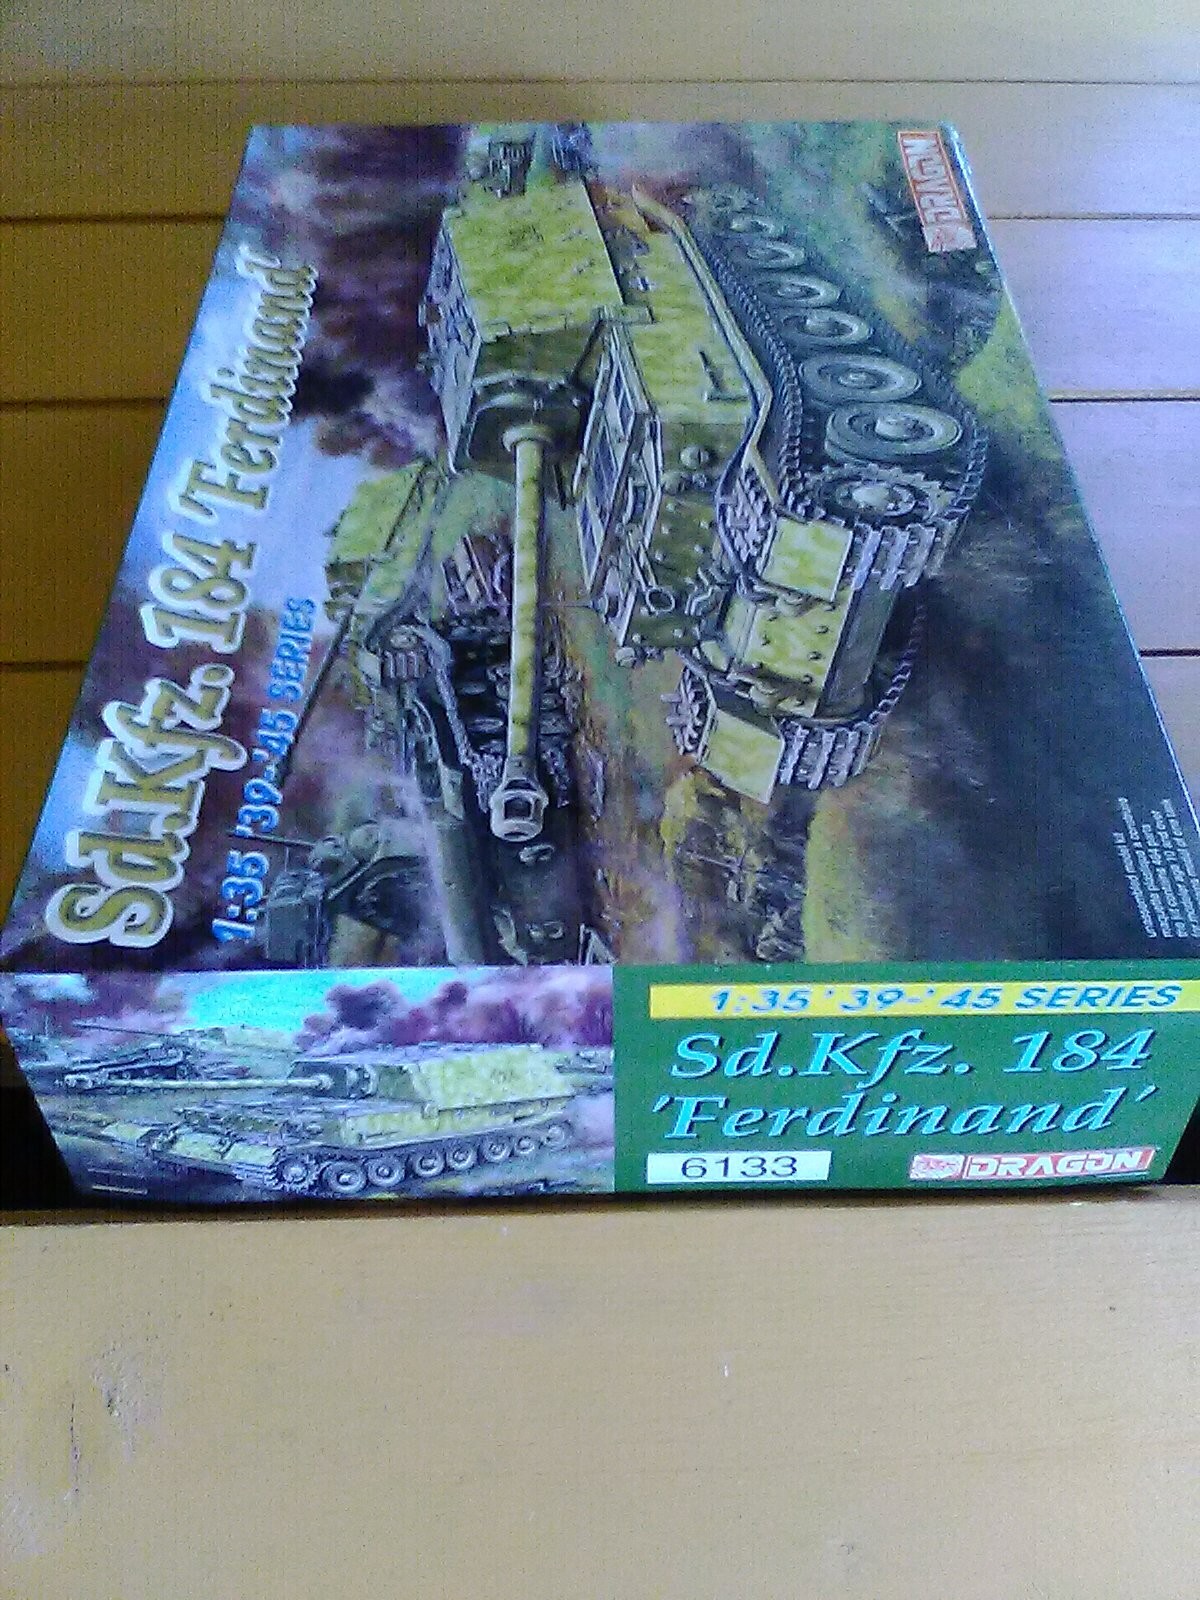 DRAGON
Sd.Kfz. 184 'Ferdinand'
1:35 '39-'45 SERIES
1:35 '39-'45 SERIES
Sd.Kfz. 184
'Ferdinand'
6133
DRAGON